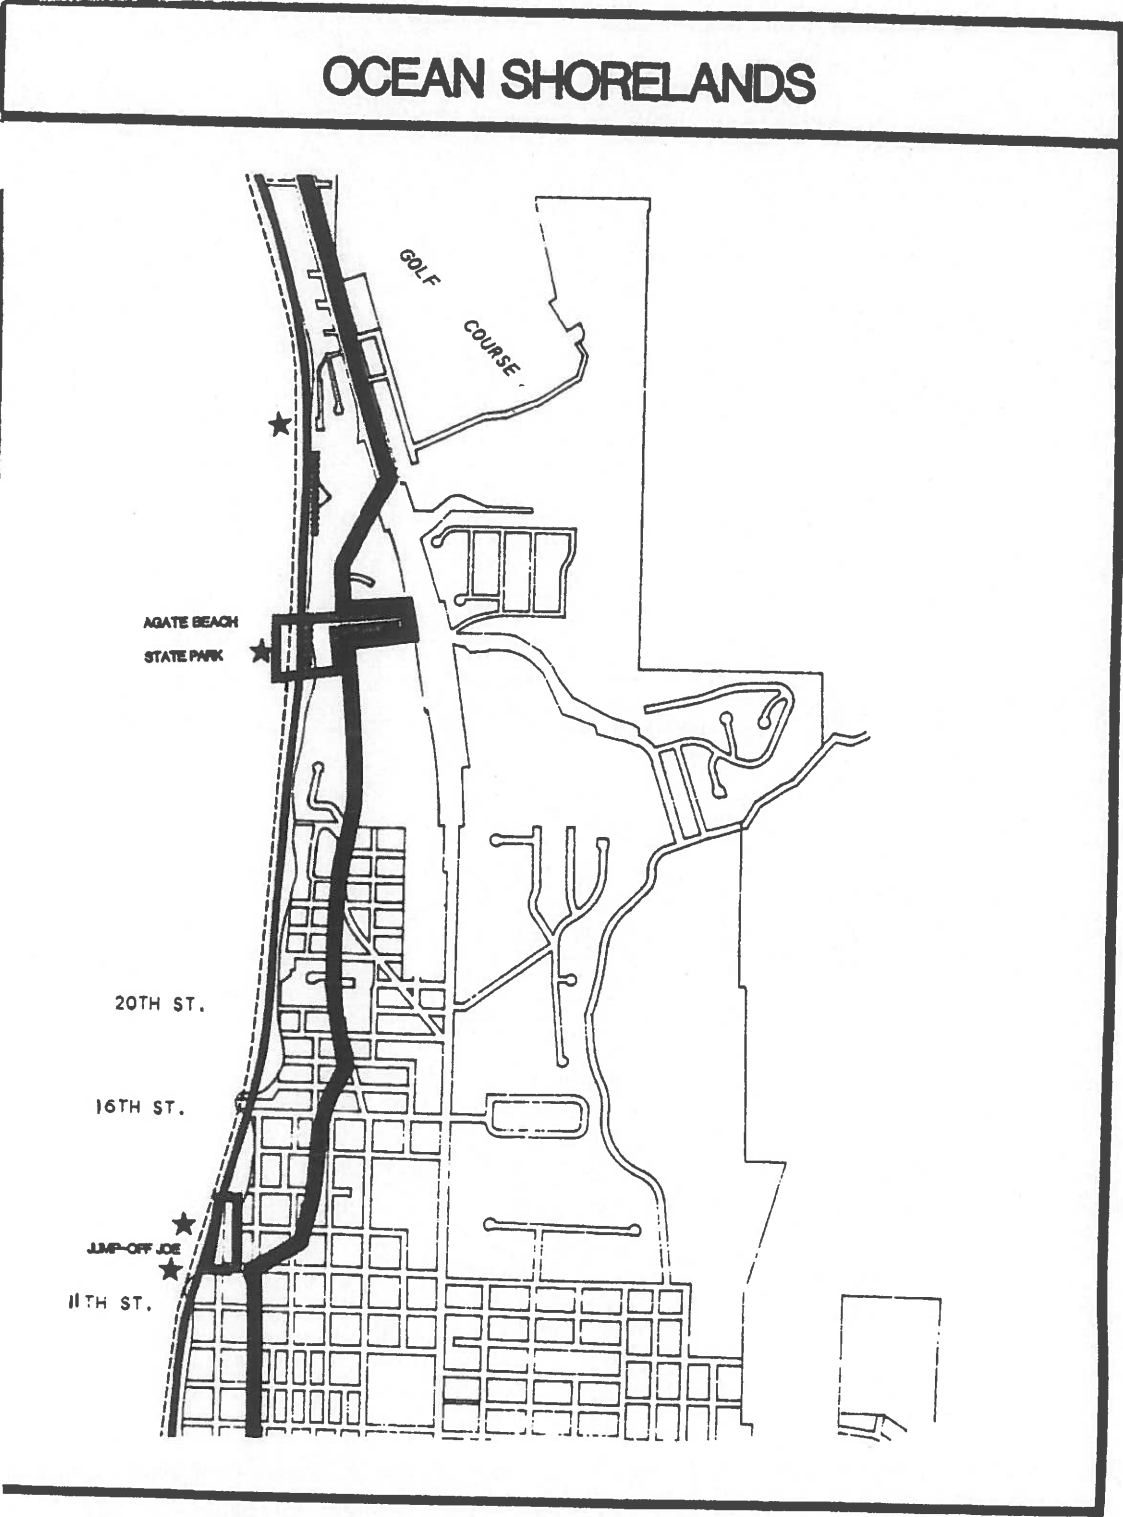 OCEAN SHORELANDS
GOLF
COURSE
AGATE BEACH
STATE PARK
20TH ST.
16TH ST.
JUMP-OFF JOE
11TH ST.